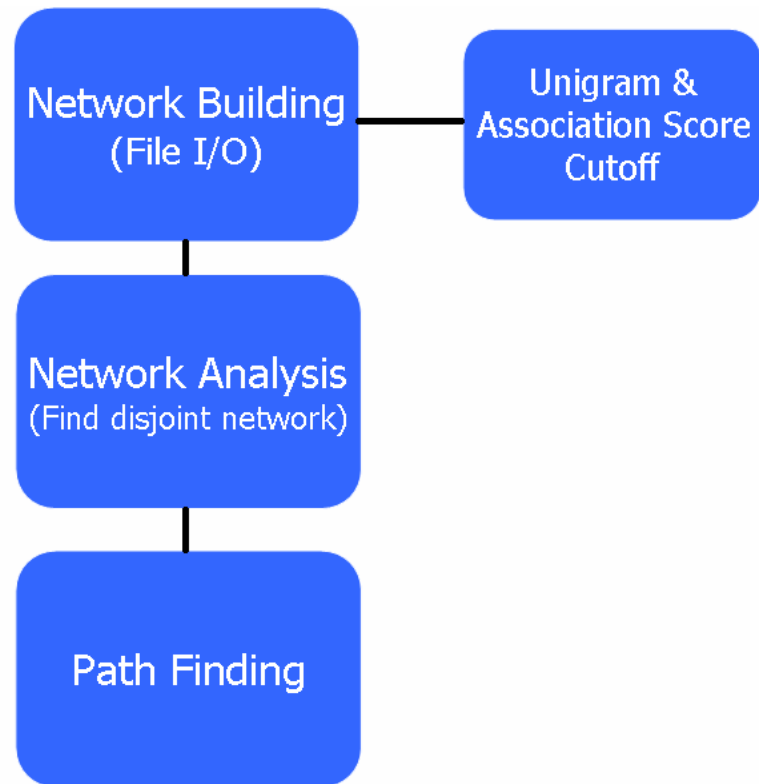 Network Building
(File I/O)
Unigram &
Association Score
Cutoff
Network Analysis
(Find disjoint network)
Path Finding